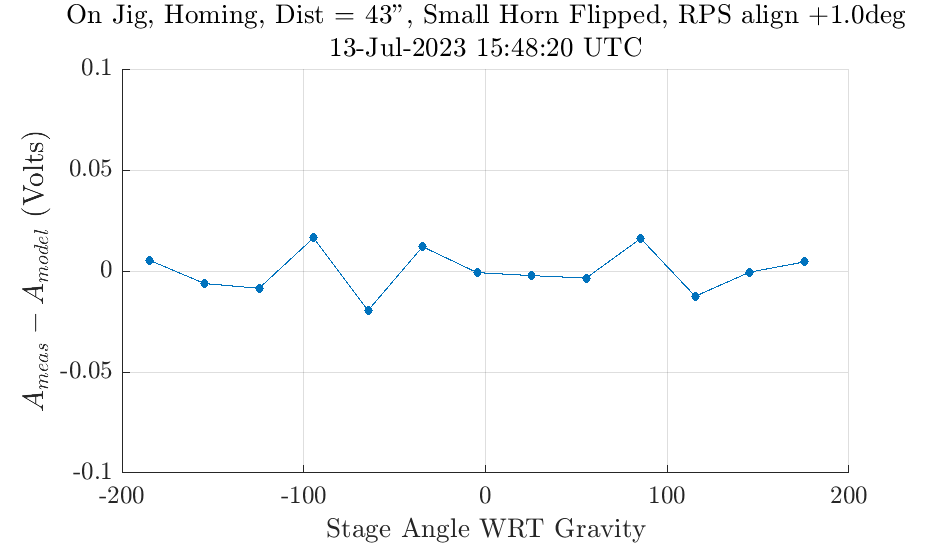 On Jig, Homing, Dist = 43”, Small Horn Flipped, RPS align +1.0deg
13-Jul-2023 15:48:20 UTC
0.1
0.05
0
-0.05
-0.1
A_meas − A_model (Volts)
-200 -100 0 100 200
Stage Angle WRT Gravity